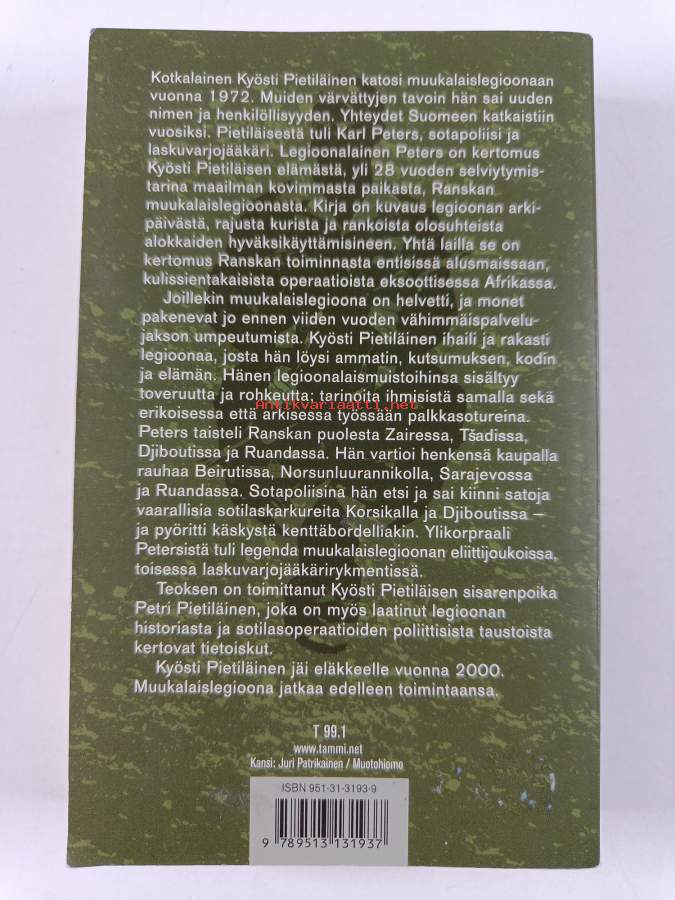 Kotkalainen Kyösti Pietiläinen katosi muukalaislegioonaan
vuonna 1972. Muiden värvättyjen tavoin hän sai uuden
nimen ja henkilöllisyyden. Yhteydet Suomeen katkaistiin
vuosiksi. Pietiläisestä tuli Karl Peters, sotapoliisi ja
laskuvarjojääkäri. Legioonalainen Peters on kertomus
Kyösti Pietiläisen elämästä, yli 28 vuoden selviytymis-
tarina maailman kovimmasta paikasta, Ranskan
muukalaislegioonasta. Kirja on kuvaus legioonan arki-
päivästä, rajusta kurista ja rankoista olosuhteista
alokkaiden hyväksikäyttämisineen. Yhtä lailla se on
kertomus Ranskan toiminnasta entisissä alusmaissaan,
kulissientakaisista operaatioista eksoottisessa Afrikassa.
Joillekin muukalaislegioona on helvetti, ja monet
pakenevat jo ennen viiden vuoden vähimmäispalvelu-
jakson umpeutumista. Kyösti Pietiläinen ihaili ja rakasti
legioonaa, josta hän löysi ammatin, kutsumuksen, kodin
ja elämän. Hänen legioonalaismuistoihinsa sisältyy
toveruutta ja rohkeutta; tarinoita ihmisistä samalla sekä
Antikvariaatti.net
erikoisessa että arkisessa työssään palkkasotureina.
Peters taisteli Ranskan puolesta Zairessa, Tšadissa,
Djiboutissa ja Ruandassa. Hän vartioi henkensä kaupalla
rauhaa Beirutissa, Norsunluurannikolla, Sarajevossa
ja Ruandassa. Sotapoliisina hän etsi ja sai kiinni satoja
vaarallisia sotilaskarkureita Korsikalla ja Djiboutissa –
ja pyöritti käskystä kenttäbordelliakin. Ylikorpraali
Petersistä tuli legenda muukalaislegioonan eliittijoukoissa,
toisessa laskuvarjojääkärirykmentissä.
Teoksen on toimittanut Kyösti Pietiläisen sisarenpoika
Petri Pietiläinen, joka on myös laatinut legioonan
historiasta ja sotilasoperaatioiden poliittisista taustoista
kertovat tietoiskut.
Kyösti Pietiläinen jäi eläkkeelle vuonna 2000.
Muukalaislegioona jatkaa edelleen toimintaansa.
T 99.1
www.tammi.net
Kansi: Juri Patrikainen / Muotohiomo
ISBN 951-31-3193-9
9 789513 131937